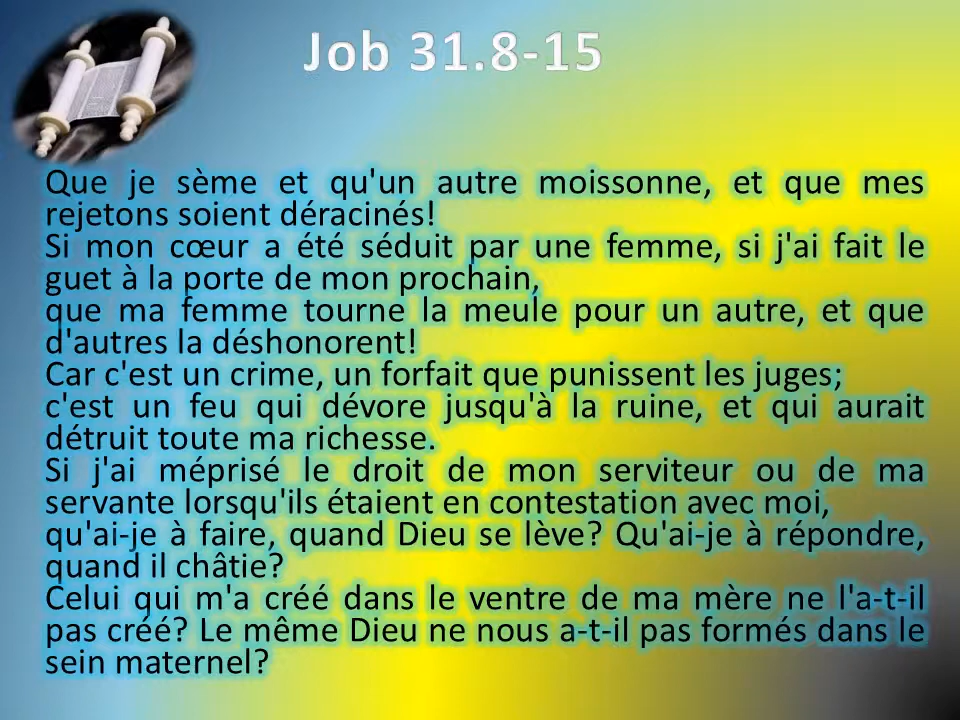 Job 31.8-15
Que je sème et qu'un autre moissonne, et que mes
rejetons soient déracinés!
Si mon cœur a été séduit par une femme, si j'ai fait le
guet à la porte de mon prochain,
que ma femme tourne la meule pour un autre, et que
d'autres la déshonorent!
Car c'est un crime, un forfait que punissent les juges;
c'est un feu qui dévore jusqu'à la ruine, et qui aurait
détruit toute ma richesse.
Si j'ai méprisé le droit de mon serviteur ou de ma
servante lorsqu'ils étaient en contestation avec moi,
qu'ai-je à faire, quand Dieu se lève? Qu'ai-je à répondre,
quand il châtie?
Celui qui m'a créé dans le ventre de ma mère ne l'a-t-il
pas créé? Le même Dieu ne nous a-t-il pas formés dans le
sein maternel?